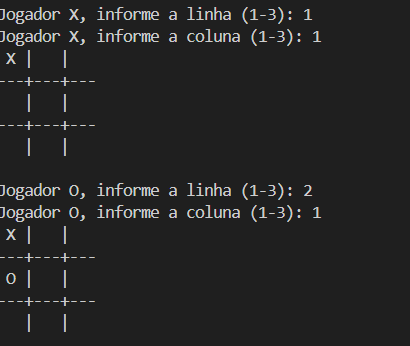 Jogador X, informe a linha (1-3): 1
Jogador X, informe a coluna (1-3): 1
 X |   |
---+---+---
   |   |
---+---+---
   |   |

Jogador O, informe a linha (1-3): 2
Jogador O, informe a coluna (1-3): 1
 X |   |
---+---+---
 O |   |
---+---+---
   |   |